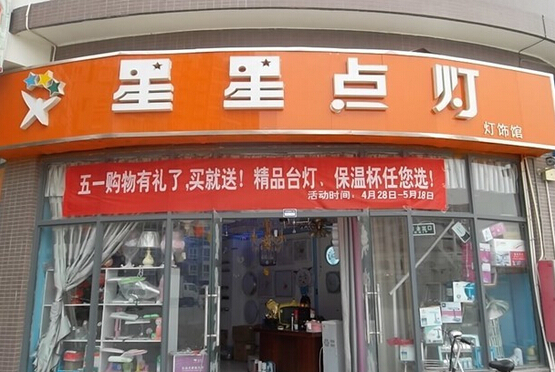 星星点灯
灯饰馆
五一购物有礼了,买就送！精品台灯、保温杯任您选！
活动时间：4月28日-5月18日